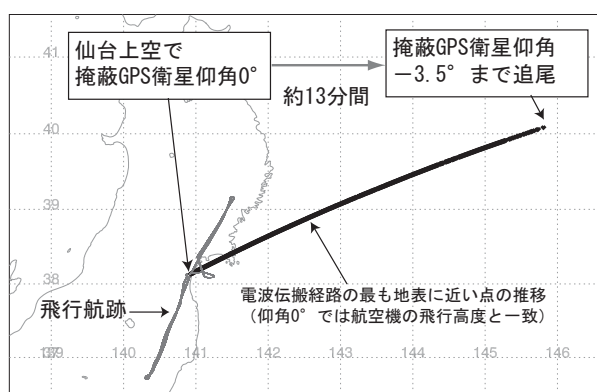 仙台上空で
掩蔽GPS衛星仰角0°
掩蔽GPS衛星仰角
－3.5° まで追尾
約13分間
41
40
39
38
電波伝搬経路の最も地表に近い点の推移
（仰角0° では航空機の飛行高度と一致）
飛行航跡
37
139
140
141
142
143
144
145
146